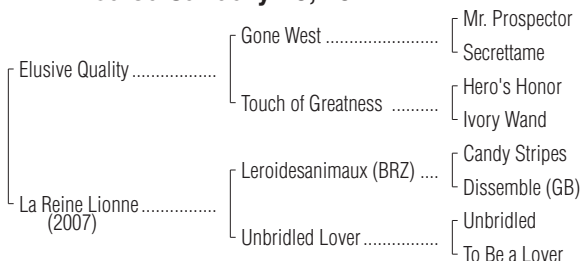 Gone West ........................
Mr. Prospector
Secrettame
Elusive Quality ..................
Touch of Greatness ..........
Hero's Honor
Ivory Wand
Leroidesanimaux (BRZ) ....
Candy Stripes
Dissemble (GB)
La Reine Lionne ................
(2007)
Unbridled Lover ................
Unbridled
To Be a Lover